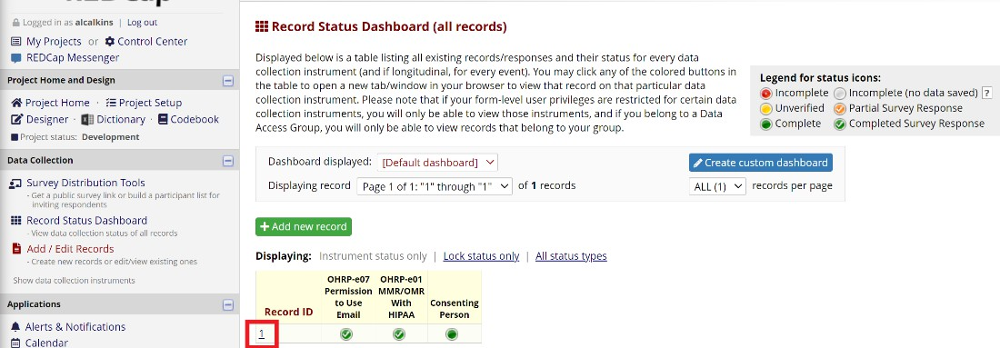 Logged in as alcalkins | Log out
My Projects or Control Center
REDCap Messenger
Project Home and Design
Project Home · Project Setup
Designer · Dictionary · Codebook
Project status: Development
Data Collection
Survey Distribution Tools
- Get a public survey link or build a participant list for
inviting respondents
Record Status Dashboard
- View data collection status of all records
Add / Edit Records
- Create new records or edit/view existing ones
Show data collection instruments
Applications
Alerts & Notifications
Calendar
Record Status Dashboard (all records)
Displayed below is a table listing all existing records/responses and their status for every data
collection instrument (and if longitudinal, for every event). You may click any of the colored buttons in
the table to open a new tab/window in your browser to view that record on that particular data
collection instrument. Please note that if your form-level user privileges are restricted for certain data
collection instruments, you will only be able to view those instruments, and if you belong to a Data
Access Group, you will only be able to view records that belong to your group.
Legend for status icons:
Incomplete Incomplete (no data saved) ?
Unverified Partial Survey Response
Complete Completed Survey Response
Dashboard displayed: [Default dashboard] Create custom dashboard
Displaying record Page 1 of 1: "1" through "1" of 1 records ALL (1) records per page
+ Add new record
Displaying: Instrument status only | Lock status only | All status types
Record ID
OHRP-e07
Permission
to Use
Email
OHRP-e01
MMR/OMR
With
HIPAA
Consenting
Person
1